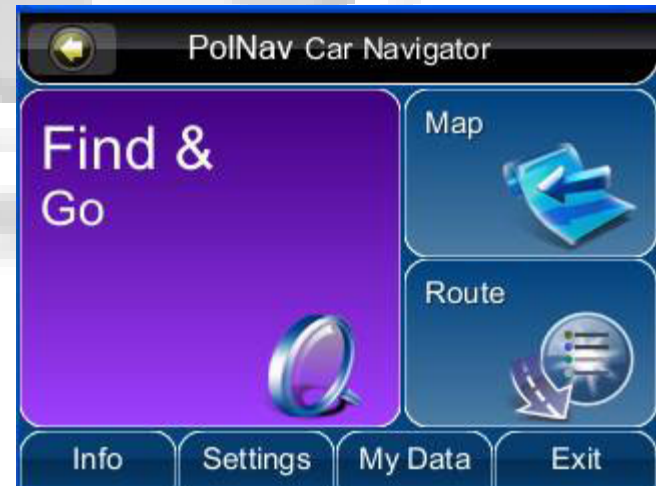 PolNav Car Navigator
Find &
Go
Map
Route
Info
Settings
My Data
Exit